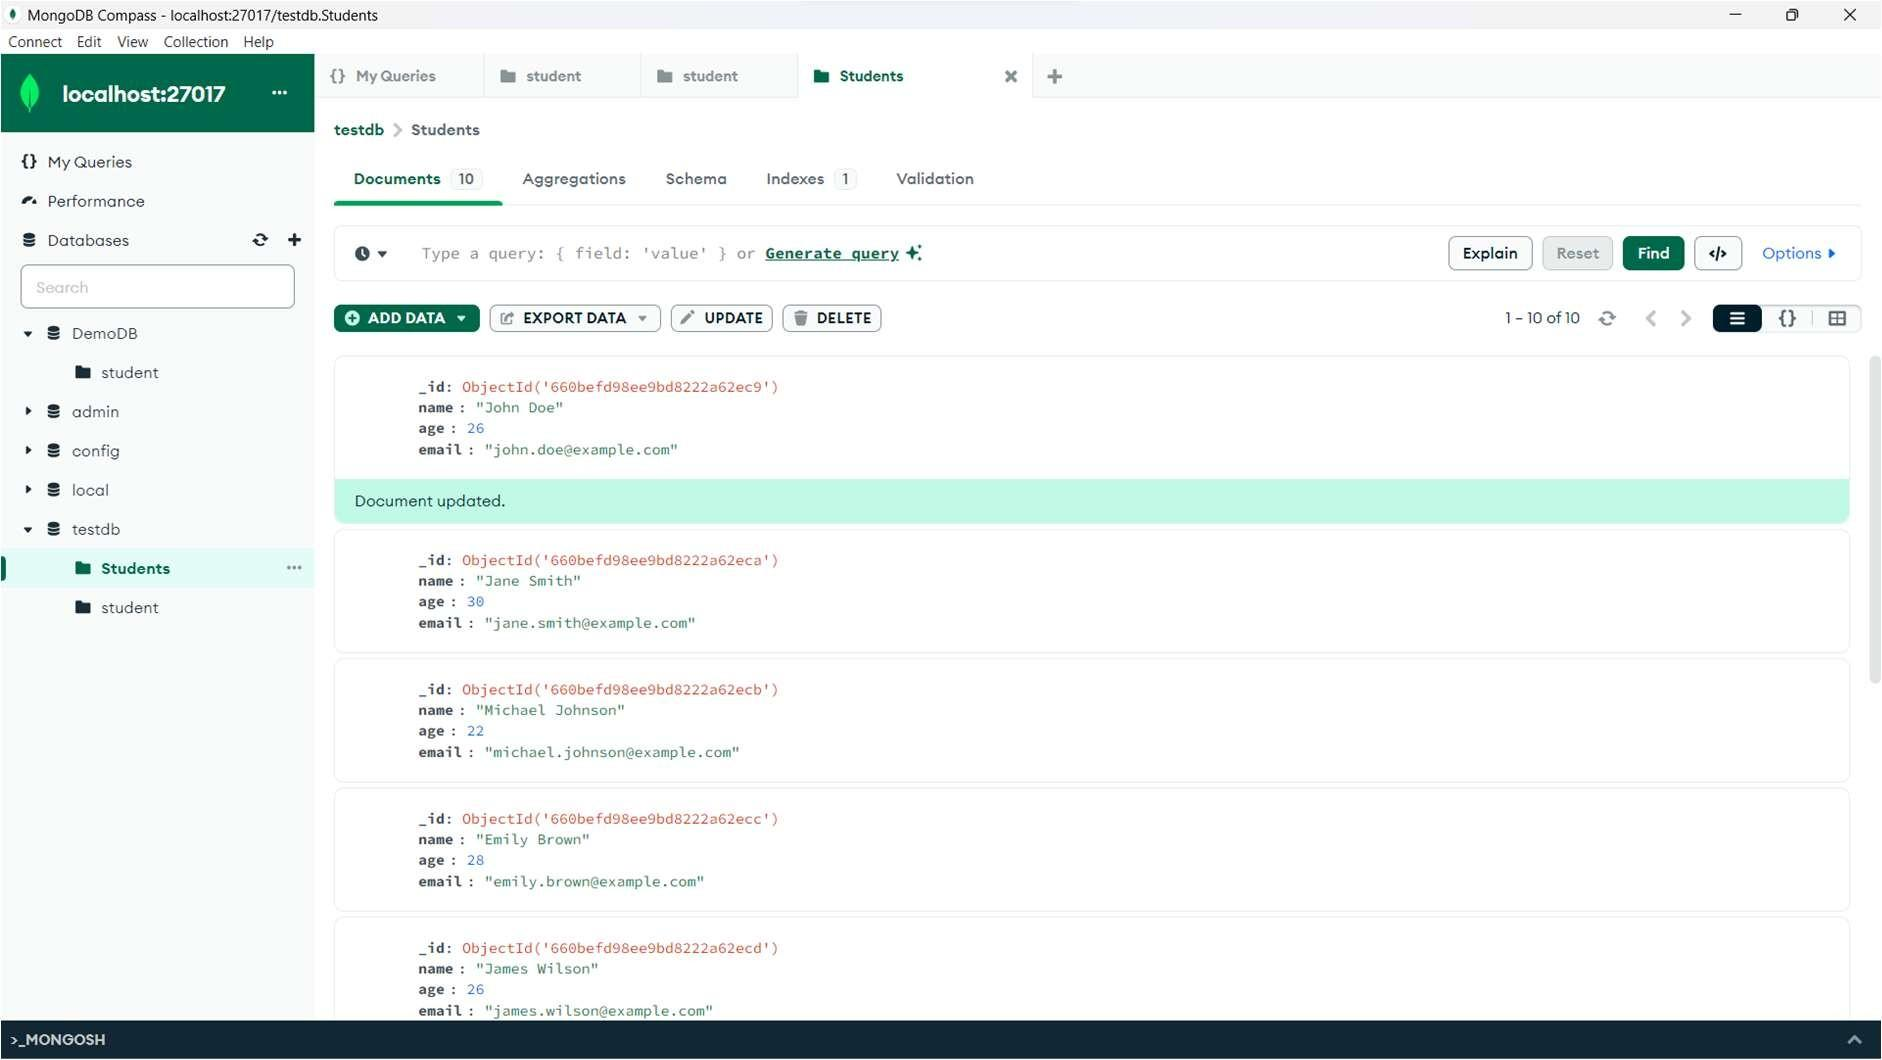 MongoDB Compass - localhost:27017/testdb.Students
Connect Edit View Collection Help
localhost:27017
{} My Queries
student
student
Students
testdb > Students
My Queries
Performance
Databases
Search
DemoDB
student
admin
config
local
testdb
Students
student
Documents 10 Aggregations Schema Indexes 1 Validation
Type a query: { field: 'value' } or Generate query
Explain Reset Find </> Options
ADD DATA EXPORT DATA UPDATE DELETE
1 – 10 of 10 {}
_id: ObjectId('660befd98ee9bd8222a62ec9')
name : "John Doe"
age : 26
email : "john.doe@example.com"
Document updated.
_id: ObjectId('660befd98ee9bd8222a62eca')
name : "Jane Smith"
age : 30
email : "jane.smith@example.com"
_id: ObjectId('660befd98ee9bd8222a62ecb')
name : "Michael Johnson"
age : 22
email : "michael.johnson@example.com"
_id: ObjectId('660befd98ee9bd8222a62ecc')
name : "Emily Brown"
age : 28
email : "emily.brown@example.com"
_id: ObjectId('660befd98ee9bd8222a62ecd')
name : "James Wilson"
age : 26
email : "james.wilson@example.com"
>_MONGOSH